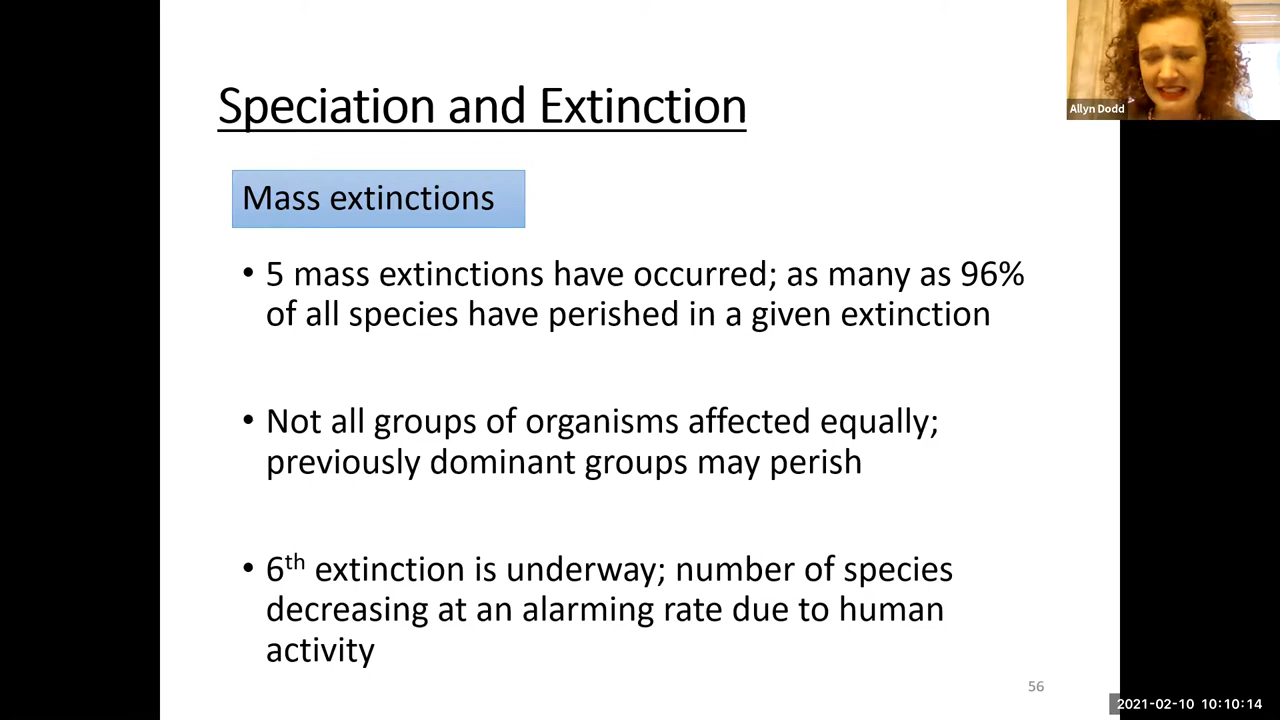 Allyn Dodd
Speciation and Extinction
Mass extinctions
• 5 mass extinctions have occurred; as many as 96%
of all species have perished in a given extinction
• Not all groups of organisms affected equally;
previously dominant groups may perish
• 6th extinction is underway; number of species
decreasing at an alarming rate due to human
activity
56
2021-02-10 10:10:14